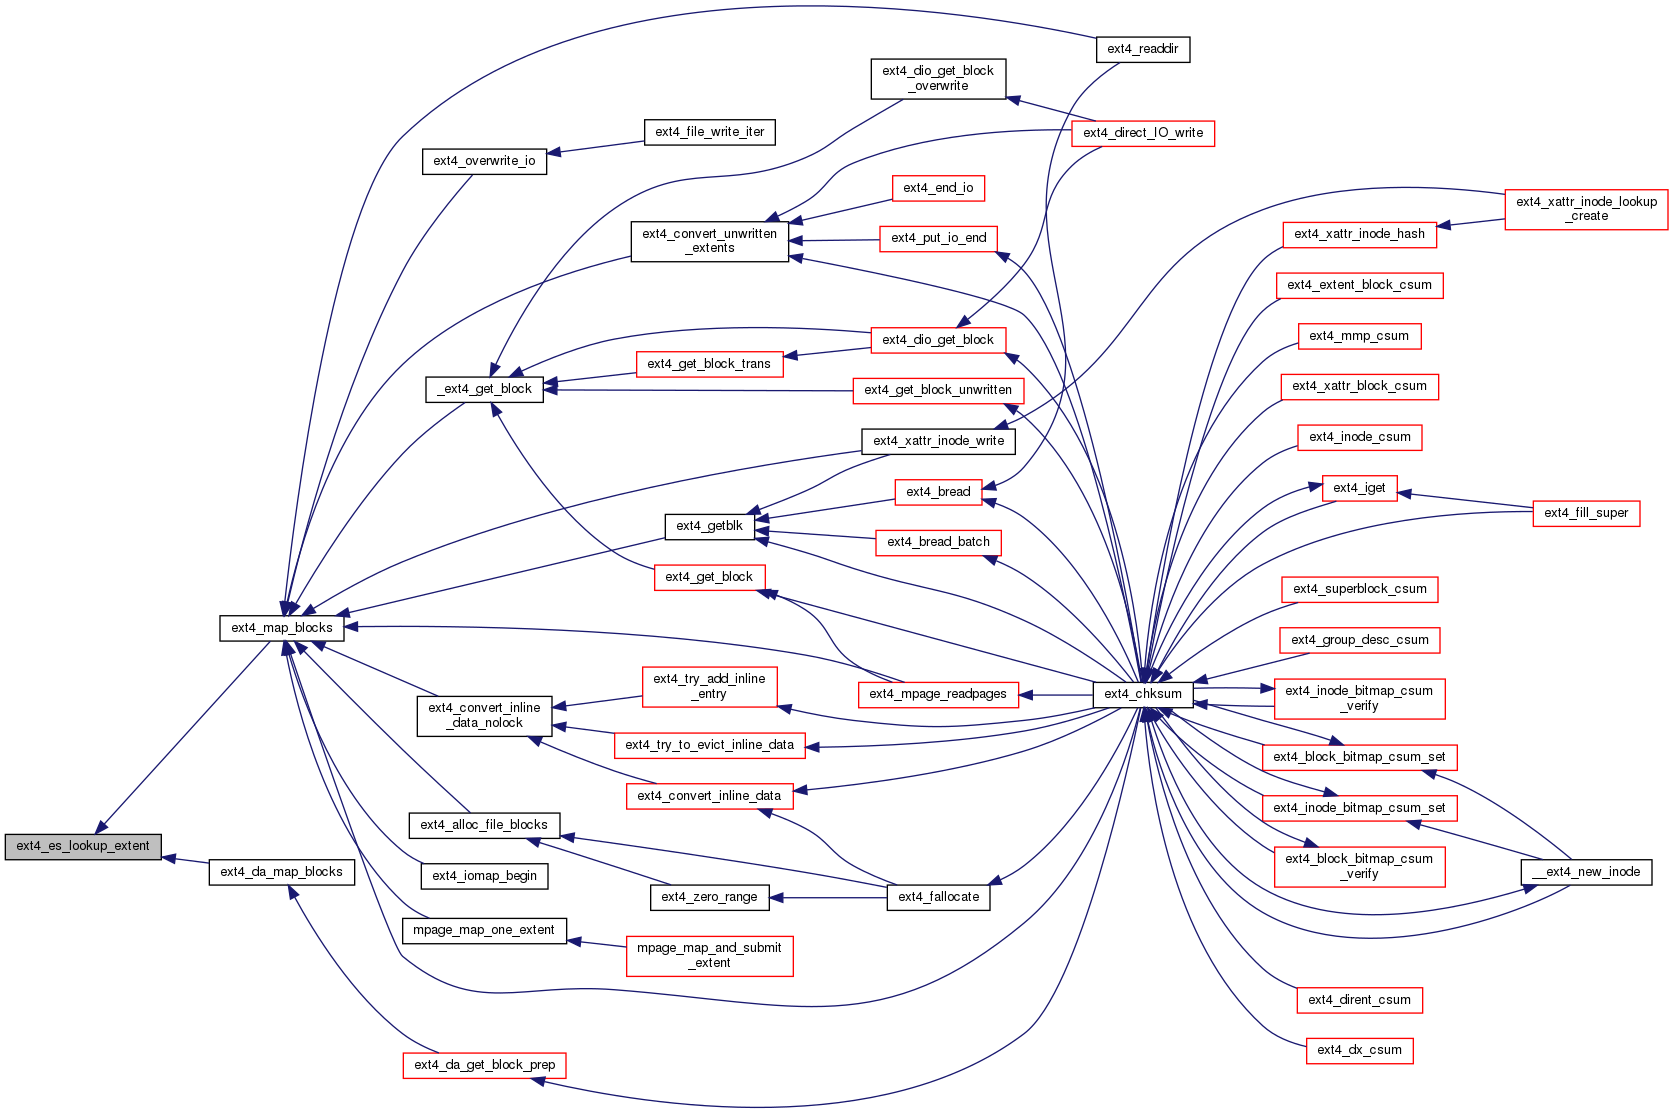 ext4_readdir
ext4_dio_get_block
_overwrite
ext4_file_write_iter
ext4_direct_IO_write
ext4_overwrite_io
ext4_end_io
ext4_xattr_inode_lookup
_create
ext4_convert_unwritten
_extents
ext4_put_io_end
ext4_xattr_inode_hash
ext4_extent_block_csum
ext4_mmp_csum
ext4_dio_get_block
ext4_get_block_trans
_ext4_get_block
ext4_get_block_unwritten
ext4_xattr_block_csum
ext4_xattr_inode_write
ext4_inode_csum
ext4_bread
ext4_iget
ext4_fill_super
ext4_getblk
ext4_bread_batch
ext4_get_block
ext4_superblock_csum
ext4_map_blocks
ext4_group_desc_csum
ext4_try_add_inline
_entry
ext4_mpage_readpages
ext4_chksum
ext4_inode_bitmap_csum
_verify
ext4_convert_inline
_data_nolock
ext4_try_to_evict_inline_data
ext4_block_bitmap_csum_set
ext4_convert_inline_data
ext4_inode_bitmap_csum_set
ext4_alloc_file_blocks
ext4_es_lookup_extent
ext4_block_bitmap_csum
_verify
ext4_da_map_blocks
ext4_iomap_begin
__ext4_new_inode
ext4_zero_range
ext4_fallocate
mpage_map_one_extent
mpage_map_and_submit
_extent
ext4_dirent_csum
ext4_dx_csum
ext4_da_get_block_prep